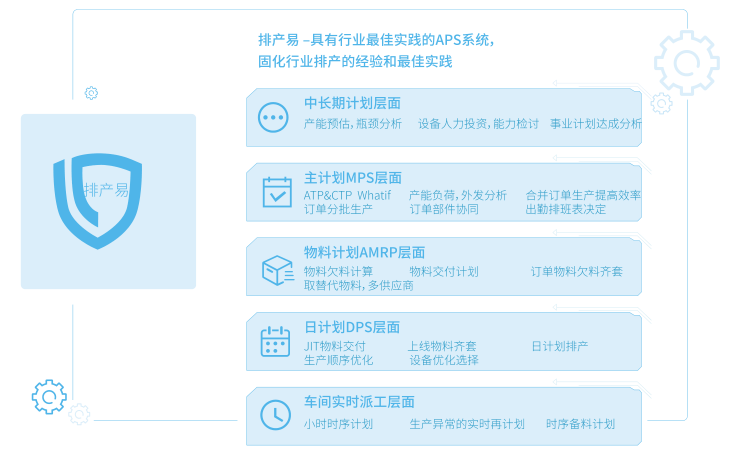 排产易 –具有行业最佳实践的APS系统，
固化行业排产的经验和最佳实践
排产易
中长期计划层面
产能预估，瓶颈分析 设备人力投资，能力检讨 事业计划达成分析
主计划MPS层面
ATP&CTP Whatif 产能负荷，外发分析 合并订单生产提高效率
订单分批生产 订单部件协同 出勤排班表决定
物料计划AMRP层面
物料欠料计算 物料交付计划 订单物料欠料齐套
取替代物料，多供应商
日计划DPS层面
JIT物料交付 上线物料齐套 日计划排产
生产顺序优化 设备优化选择
车间实时派工层面
小时时序计划 生产异常的实时再计划 时序备料计划